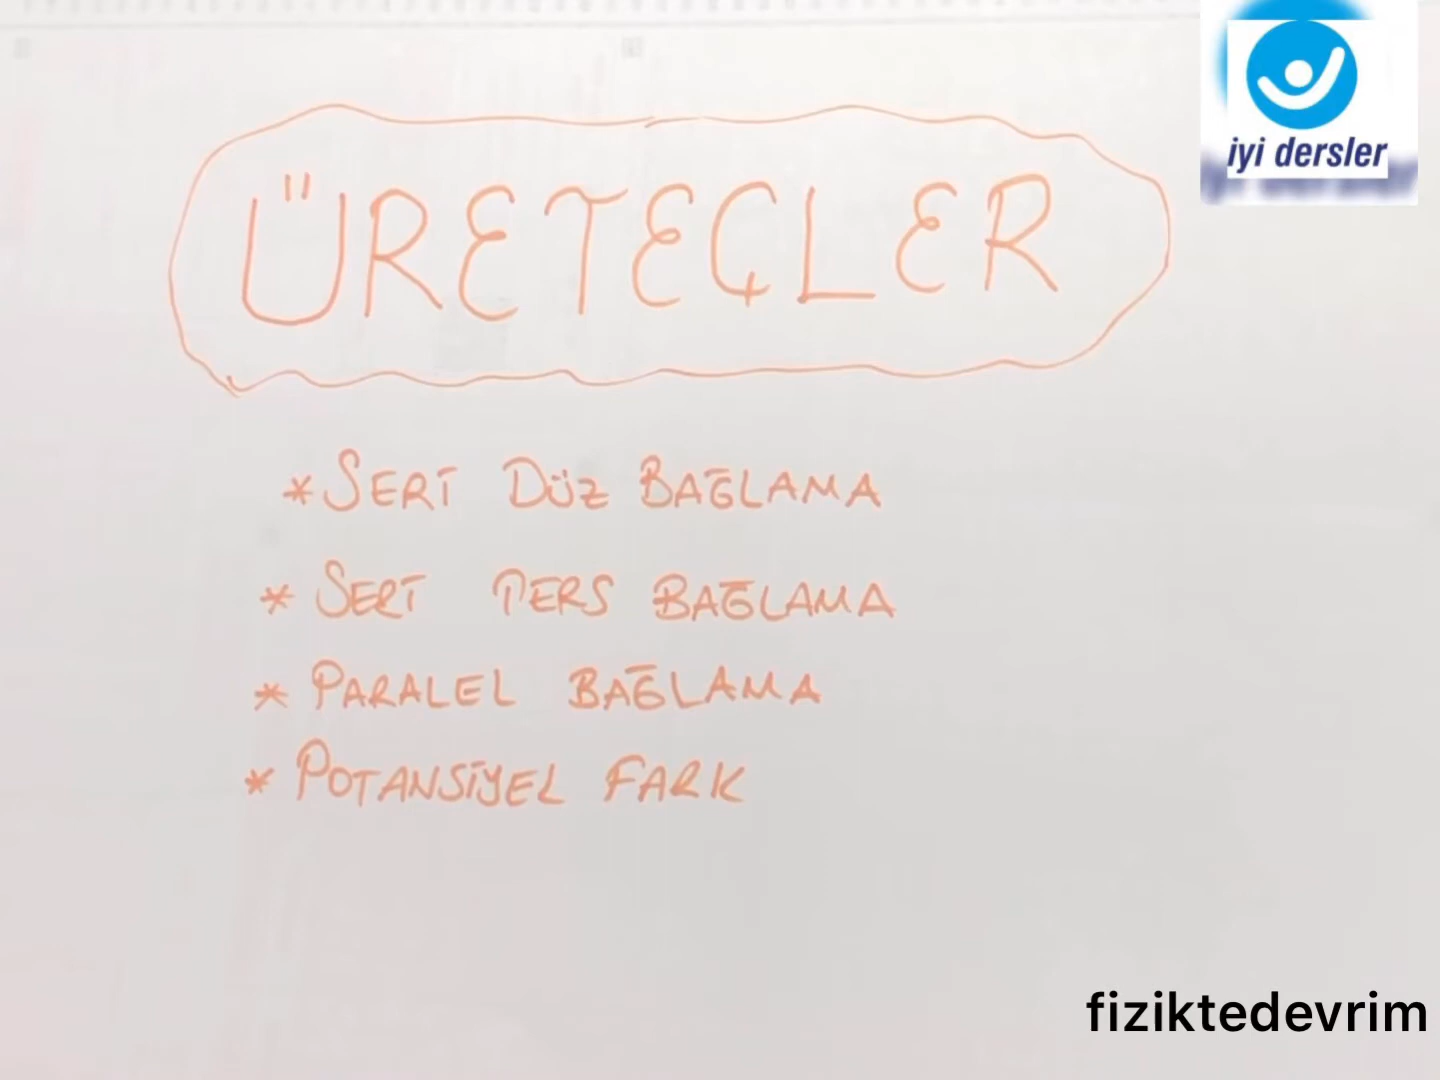 iyi dersler
ÜRETEÇLER
* SERİ DÜZ BAĞLAMA
* SERİ TERS BAĞLAMA
* PARALEL BAĞLAMA
* POTANSİYEL FARK
fiziktedevrim